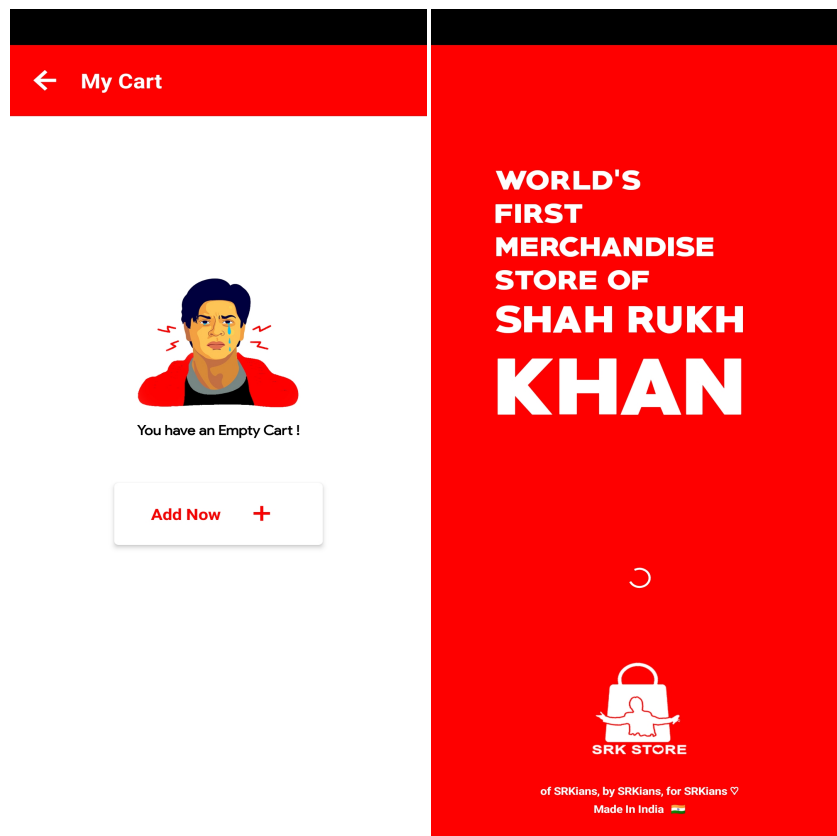 My Cart
You have an Empty Cart !
Add Now +
WORLD'S
FIRST
MERCHANDISE
STORE OF
SHAH RUKH
KHAN
SRK STORE
of SRKians, by SRKians, for SRKians ♡
Made In India 🇮🇳